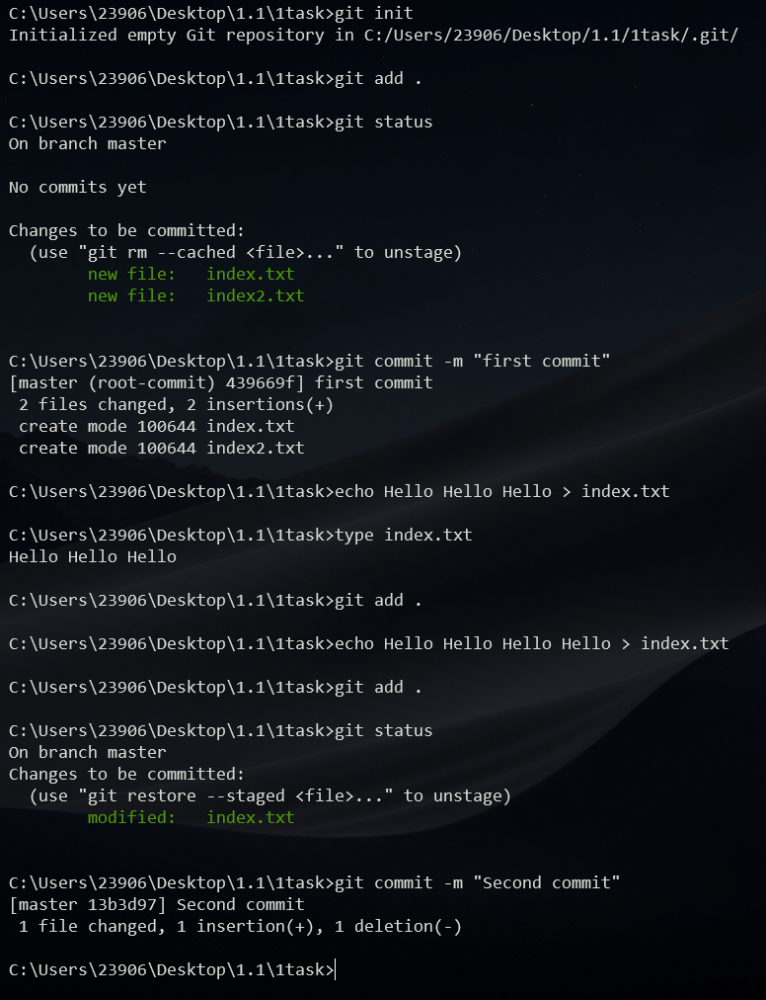 C:\Users\23906\Desktop\1.1\1task>git init
Initialized empty Git repository in C:/Users/23906/Desktop/1.1/1task/.git/
C:\Users\23906\Desktop\1.1\1task>git add .
C:\Users\23906\Desktop\1.1\1task>git status
On branch master
No commits yet
Changes to be committed:
  (use "git rm --cached <file>..." to unstage)
        new file:   index.txt
        new file:   index2.txt
C:\Users\23906\Desktop\1.1\1task>git commit -m "first commit"
[master (root-commit) 439669f] first commit
 2 files changed, 2 insertions(+)
 create mode 100644 index.txt
 create mode 100644 index2.txt
C:\Users\23906\Desktop\1.1\1task>echo Hello Hello Hello > index.txt
C:\Users\23906\Desktop\1.1\1task>type index.txt
Hello Hello Hello
C:\Users\23906\Desktop\1.1\1task>git add .
C:\Users\23906\Desktop\1.1\1task>echo Hello Hello Hello Hello > index.txt
C:\Users\23906\Desktop\1.1\1task>git add .
C:\Users\23906\Desktop\1.1\1task>git status
On branch master
Changes to be committed:
  (use "git restore --staged <file>..." to unstage)
        modified:   index.txt
C:\Users\23906\Desktop\1.1\1task>git commit -m "Second commit"
[master 13b3d97] Second commit
 1 file changed, 1 insertion(+), 1 deletion(-)
C:\Users\23906\Desktop\1.1\1task>